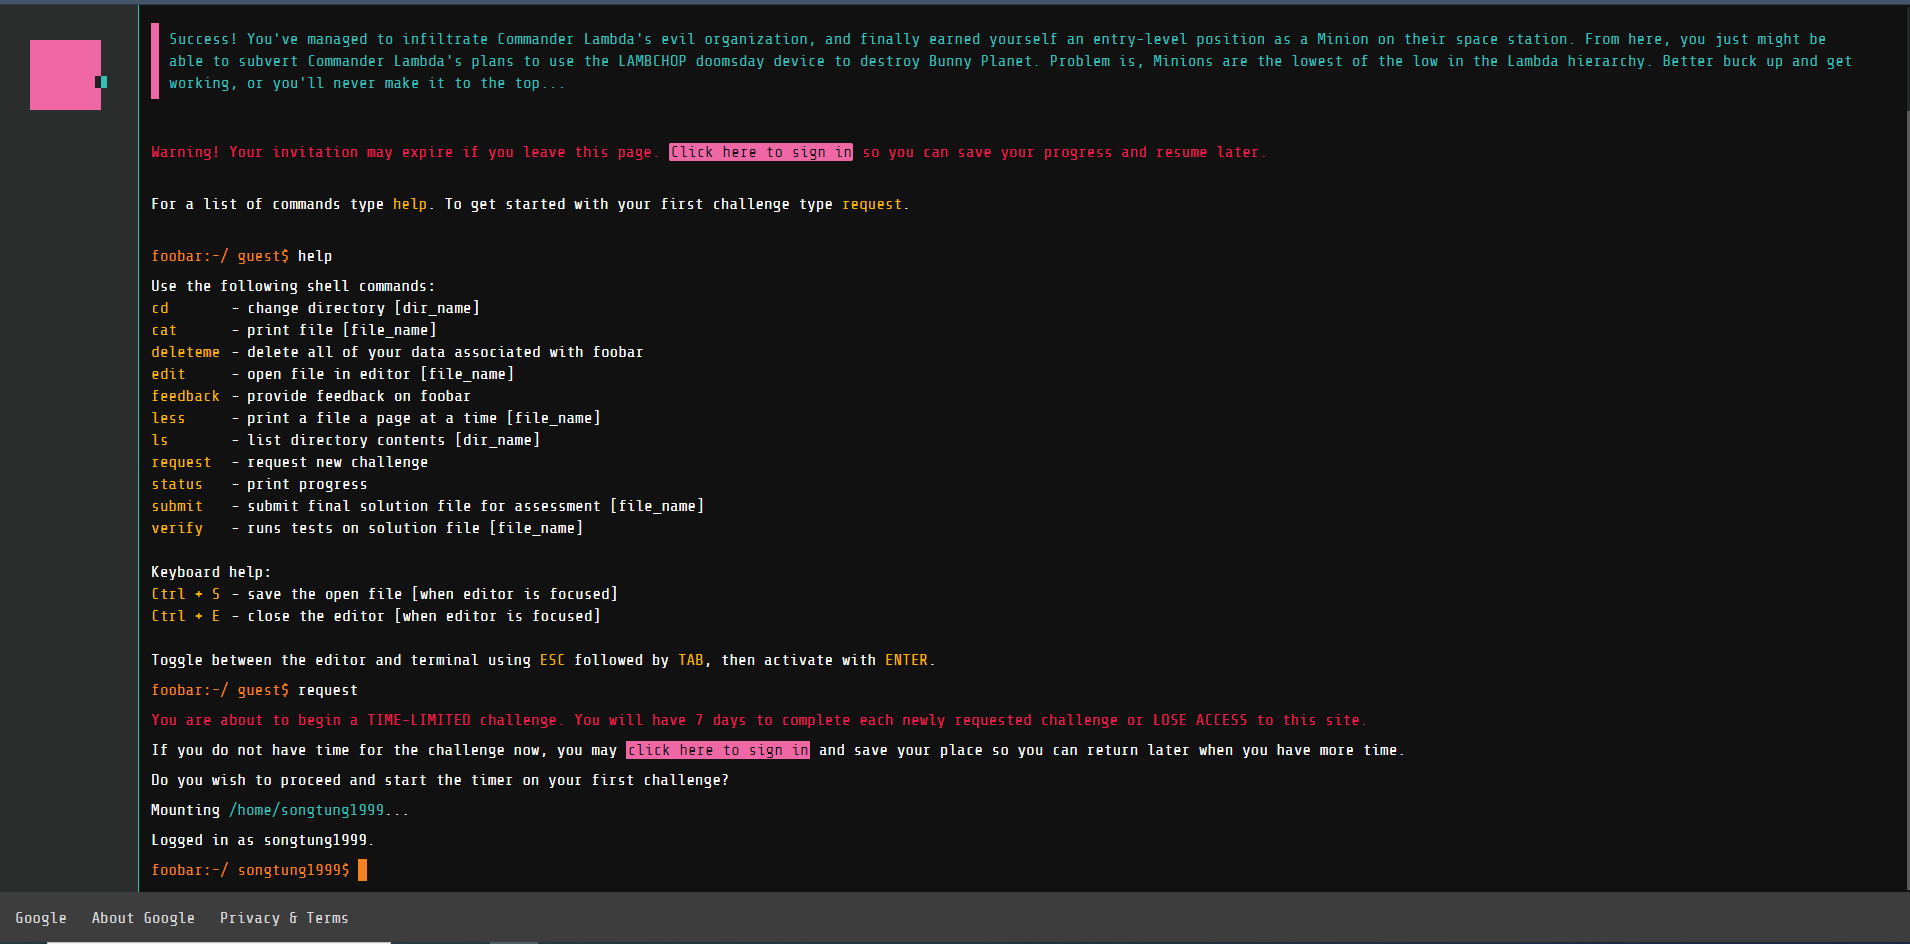 Success! You've managed to infiltrate Commander Lambda's evil organization, and finally earned yourself an entry-level position as a Minion on their space station. From here, you just might be
able to subvert Commander Lambda's plans to use the LAMBCHOP doomsday device to destroy Bunny Planet. Problem is, Minions are the lowest of the low in the Lambda hierarchy. Better buck up and get
working, or you'll never make it to the top...
Warning! Your invitation may expire if you leave this page. Click here to sign in so you can save your progress and resume later.
For a list of commands type help. To get started with your first challenge type request.
foobar:~/ guest$ help
Use the following shell commands:
cd - change directory [dir_name]
cat - print file [file_name]
deleteme - delete all of your data associated with foobar
edit - open file in editor [file_name]
feedback - provide feedback on foobar
less - print a file a page at a time [file_name]
ls - list directory contents [dir_name]
request - request new challenge
status - print progress
submit - submit final solution file for assessment [file_name]
verify - runs tests on solution file [file_name]
Keyboard help:
Ctrl + S - save the open file [when editor is focused]
Ctrl + E - close the editor [when editor is focused]
Toggle between the editor and terminal using ESC followed by TAB, then activate with ENTER.
foobar:~/ guest$ request
You are about to begin a TIME-LIMITED challenge. You will have 7 days to complete each newly requested challenge or LOSE ACCESS to this site.
If you do not have time for the challenge now, you may click here to sign in and save your place so you can return later when you have more time.
Do you wish to proceed and start the timer on your first challenge?
Mounting /home/songtung1999...
Logged in as songtung1999.
foobar:~/ songtung1999$
Google About Google Privacy & Terms